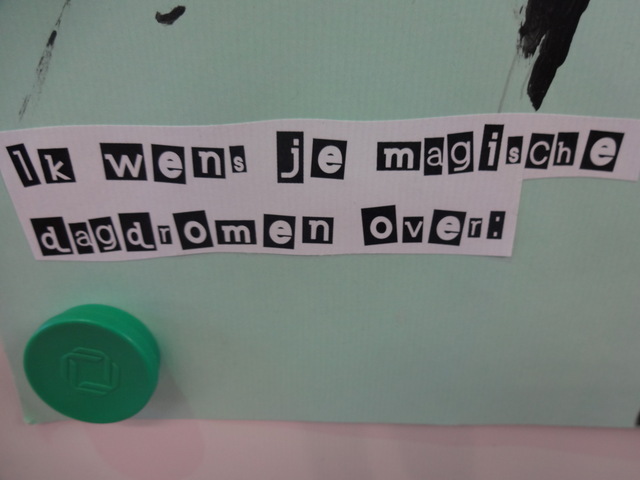 Ik wens je magische
dagdromen over: